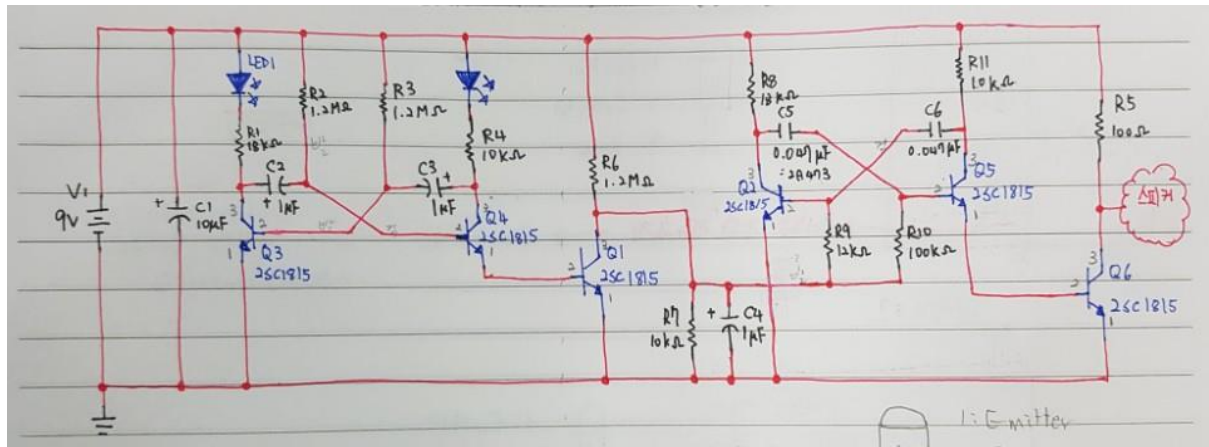 V1
9V
C1
10μF
LED1
R1
18kΩ
C2
1μF
R2
1.2MΩ
R3
1.2MΩ
C3
1μF
R4
10kΩ
Q3
2SC1815
Q4
2SC1815
R6
1.2MΩ
Q1
2SC1815
R7
10kΩ
C4
1μF
R8
18kΩ
C5
0.047μF
: 2A473
C6
0.047μF
R11
10kΩ
Q2
2SC1815
Q5
2SC1815
R9
12kΩ
R10
100kΩ
R5
100Ω
스피커
Q6
2SC1815
1: Emitter